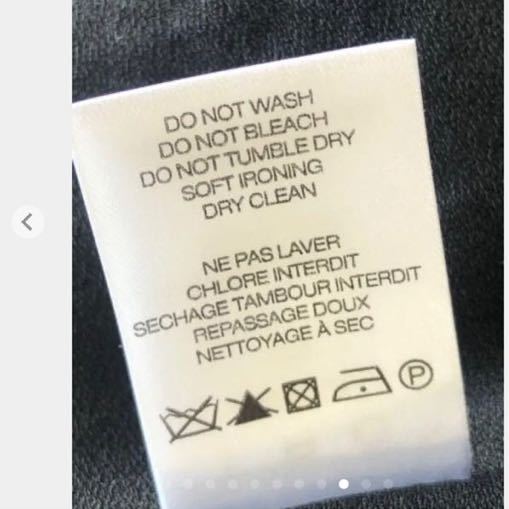 DO NOT WASH
DO NOT BLEACH
DO NOT TUMBLE DRY
SOFT IRONING
DRY CLEAN
NE PAS LAVER
CHLORE INTERDIT
SECHAGE TAMBOUR INTERDIT
REPASSAGE DOUX
NETTOYAGE À SEC
P